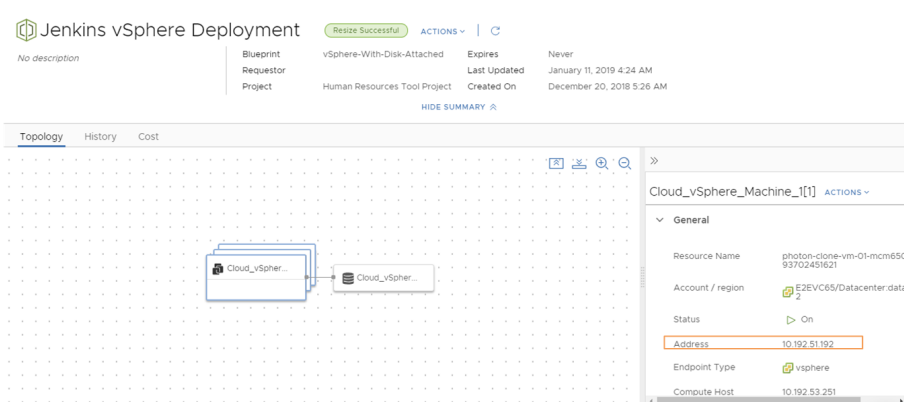 Jenkins vSphere Deployment
Resize Successful
ACTIONS
No description
Blueprint vSphere-With-Disk-Attached Expires Never
Requestor Last Updated January 11, 2019 4:24 AM
Project Human Resources Tool Project Created On December 20, 2018 5:26 AM
HIDE SUMMARY
Topology History Cost
Cloud_vSpher...
Cloud_vSpher...
Cloud_vSphere_Machine_1[1] ACTIONS
General
Resource Name photon-clone-vm-01-mcm650
93702451621
Account / region E2EVC65/Datacenter:data
2
Status On
Address 10.192.51.192
Endpoint Type vsphere
Compute Host 10.192.53.251